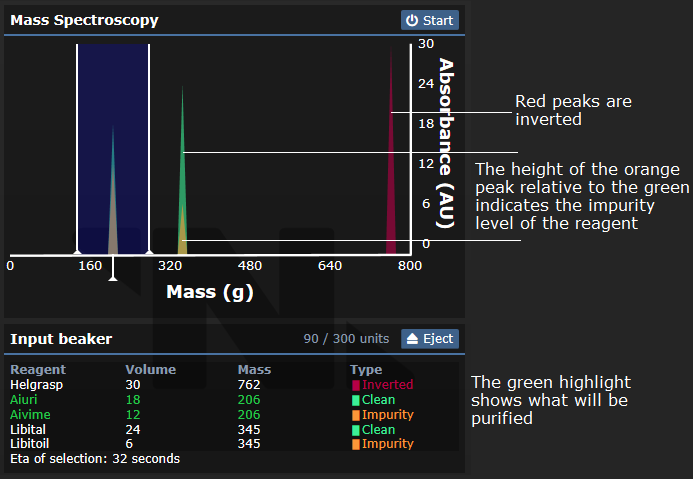 Mass Spectroscopy
Start
30
24
18
12
6
0
Absorbance (AU)
0 160 320 480 640 800
Mass (g)
Red peaks are
inverted
The height of the orange
peak relative to the green
indicates the impurity
level of the reagent
Input beaker
90 / 300 units
Eject
Reagent Volume Mass Type
Helgrasp 30 762 Inverted
Aiuri 18 206 Clean
Aivime 12 206 Impurity
Libital 24 345 Clean
Libitoil 6 345 Impurity
Eta of selection: 32 seconds
The green highlight
shows what will be
purified